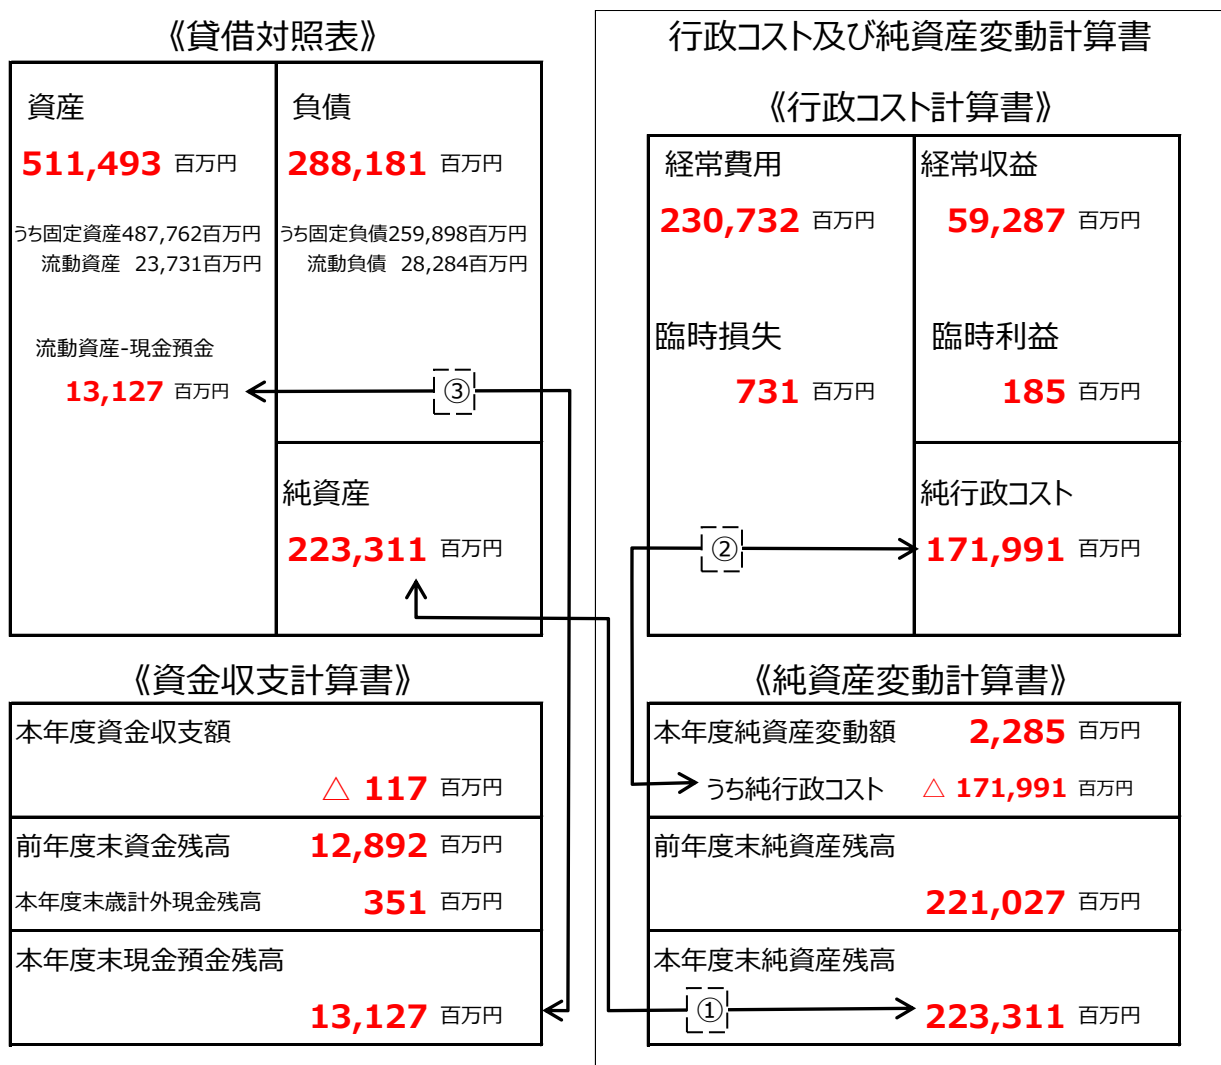 《貸借対照表》
資産
511,493 百万円
うち固定資産487,762百万円
流動資産 23,731百万円
流動資産-現金預金
13,127 百万円
負債
288,181 百万円
うち固定負債259,898百万円
流動負債 28,284百万円
③
純資産
223,311 百万円
行政コスト及び純資産変動計算書
《行政コスト計算書》
経常費用
230,732 百万円
臨時損失
731 百万円
経常収益
59,287 百万円
臨時利益
185 百万円
純行政コスト
171,991 百万円
②
《資金収支計算書》
本年度資金収支額
△ 117 百万円
前年度末資金残高 12,892 百万円
本年度末歳計外現金残高 351 百万円
本年度末現金預金残高
13,127 百万円
《純資産変動計算書》
本年度純資産変動額 2,285 百万円
うち純行政コスト △ 171,991 百万円
前年度末純資産残高
221,027 百万円
本年度末純資産残高
① 223,311 百万円